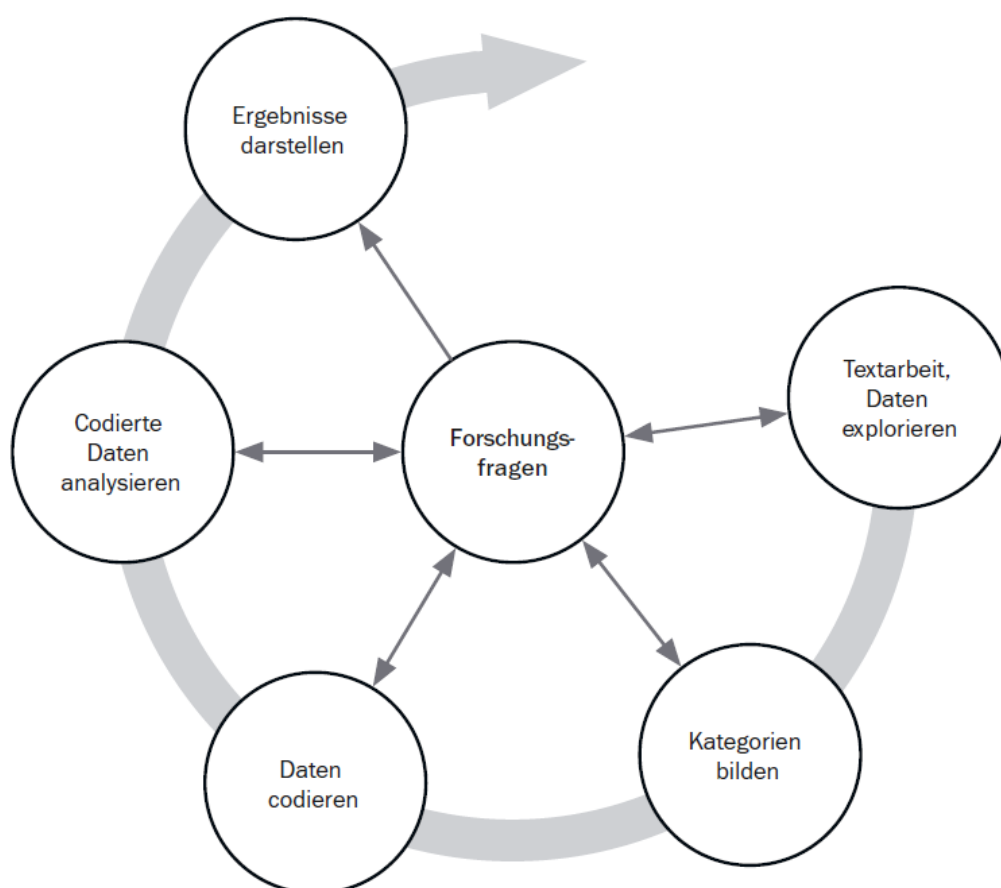 Ergebnisse
darstellen
Textarbeit,
Daten
explorieren
Codierte
Daten
analysieren
Forschungs-
fragen
Kategorien
bilden
Daten
codieren